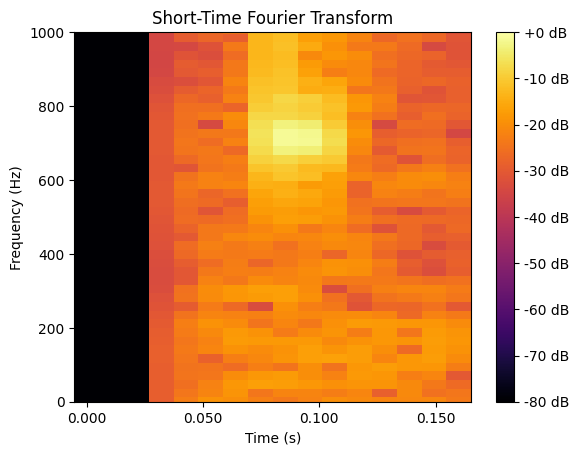 Short-Time Fourier Transform
1000
800
600
400
200
0
Frequency (Hz)
0.000
0.050
0.100
0.150
Time (s)
+0 dB
-10 dB
-20 dB
-30 dB
-40 dB
-50 dB
-60 dB
-70 dB
-80 dB